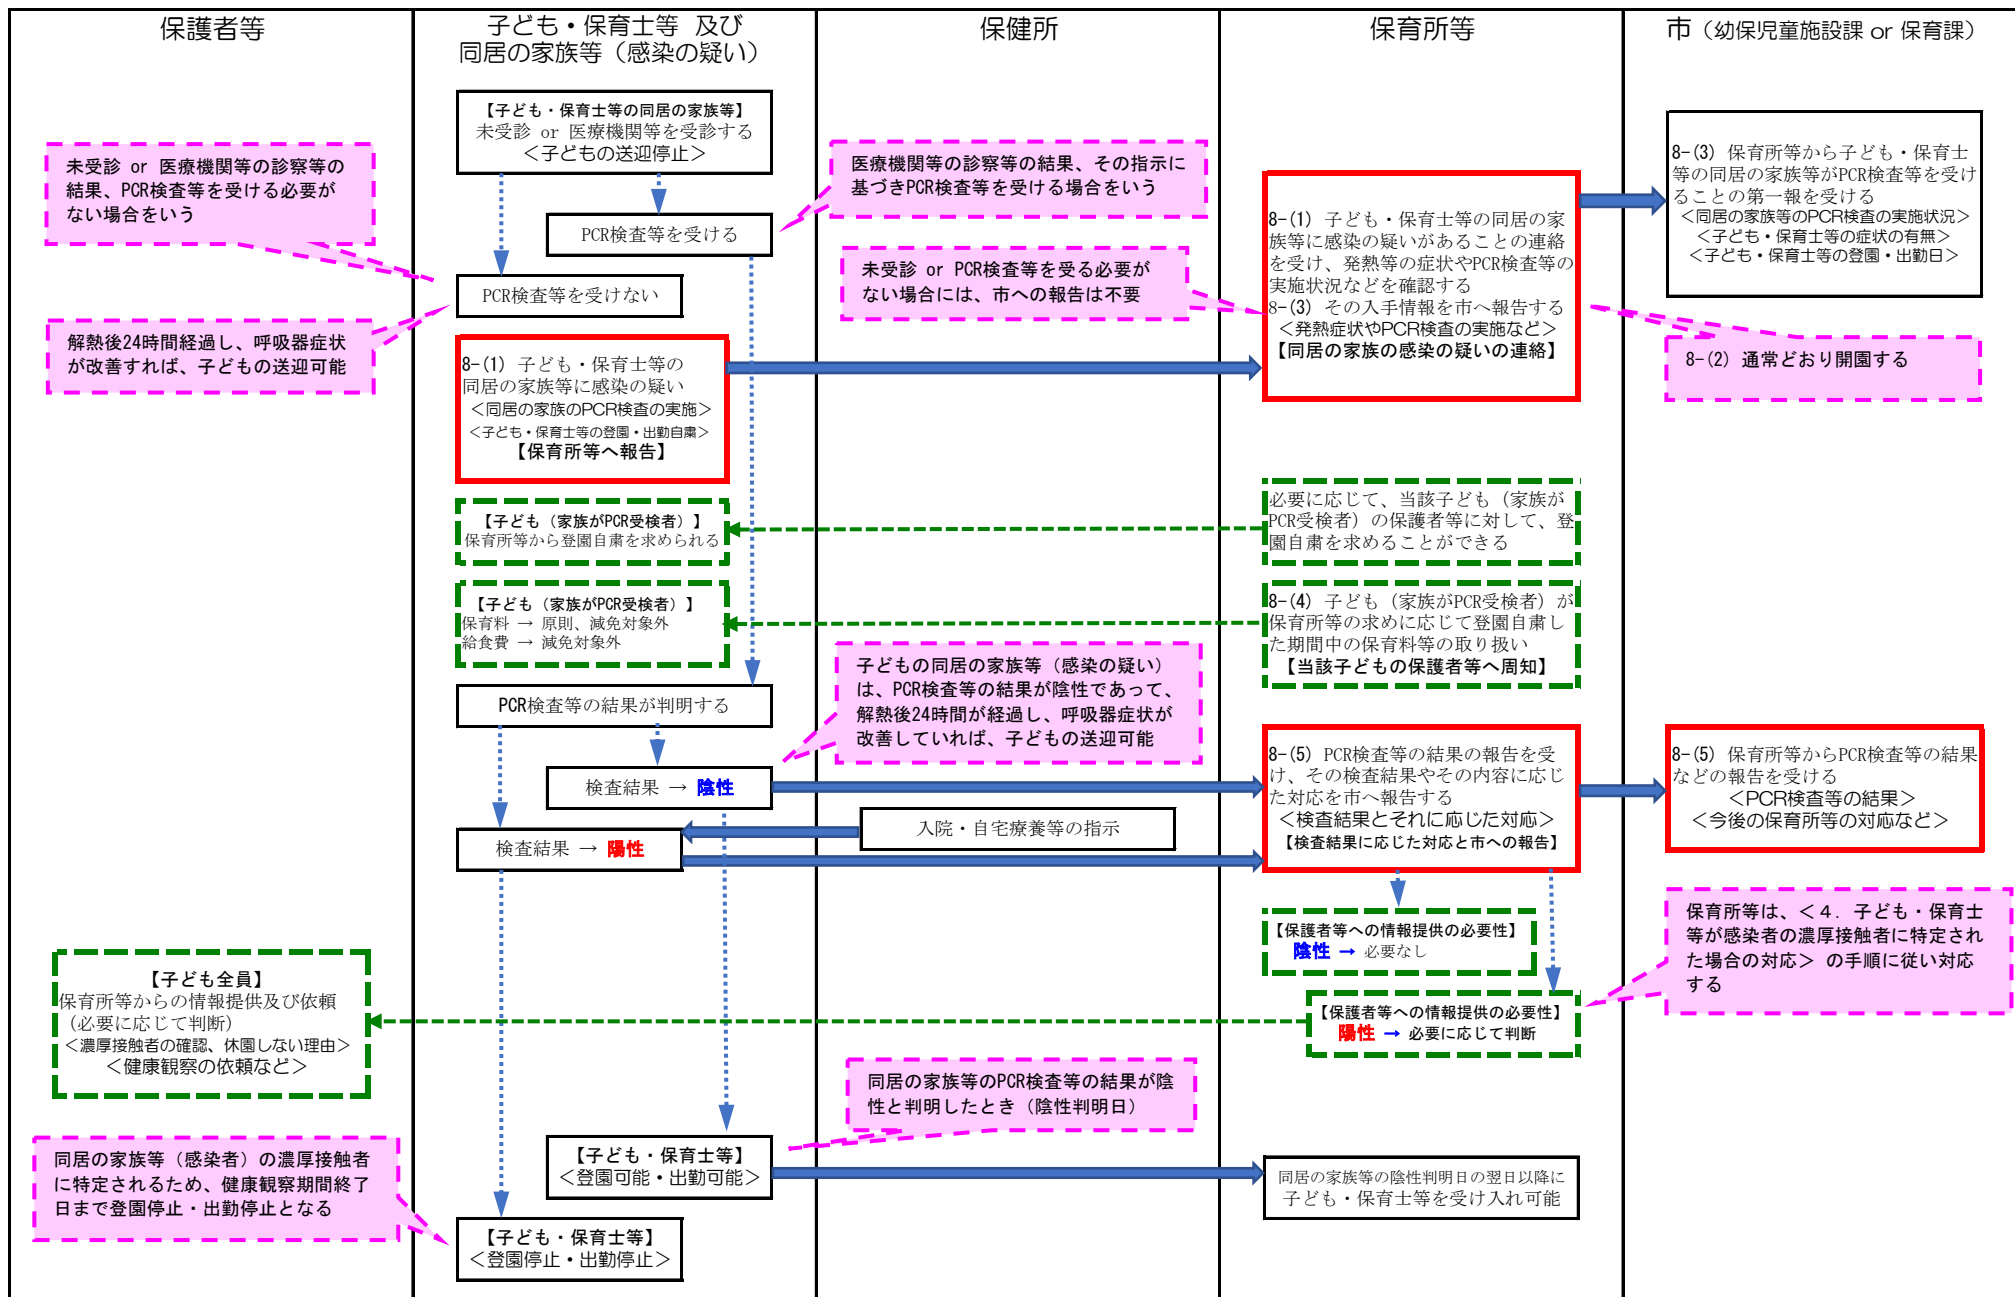 保護者等
子ども・保育士等 及び
同居の家族等（感染の疑い）
保健所
保育所等
市（幼保児童施設課 or 保育課）
【子ども・保育士等の同居の家族等】
未受診 or 医療機関等を受診する
＜子どもの送迎停止＞
未受診 or 医療機関等の診察等の
結果、PCR検査等を受ける必要が
ない場合をいう
医療機関等の診察等の結果、その指示に
基づきPCR検査等を受ける場合をいう
PCR検査等を受ける
8-(1) 子ども・保育士等の同居の家
族等に感染の疑いがあることの連絡
を受け、発熱等の症状やPCR検査等の
実施状況などを確認する
8-(3) その入手情報を市へ報告する
＜発熱症状やPCR検査の実施など＞
【同居の家族の感染の疑いの連絡】
8-(3) 保育所等から子ども・保育士
等の同居の家族等がPCR検査等を受け
ることの第一報を受ける
＜同居の家族等のPCR検査の実施状況＞
＜子ども・保育士等の症状の有無＞
＜子ども・保育士等の登園・出勤日＞
未受診 or PCR検査等を受る必要が
ない場合には、市への報告は不要
PCR検査等を受けない
解熱後24時間経過し、呼吸器症状
が改善すれば、子どもの送迎可能
8-(2) 通常どおり開園する
8-(1) 子ども・保育士等の
同居の家族等に感染の疑い
＜同居の家族のPCR検査の実施＞
＜子ども・保育士等の登園・出勤自粛＞
【保育所等へ報告】
【子ども（家族がPCR受検者）】
保育所等から登園自粛を求められる
必要に応じて、当該子ども（家族が
PCR受検者）の保護者等に対して、登
園自粛を求めることができる
【子ども（家族がPCR受検者）】
保育料 → 原則、減免対象外
給食費 → 減免対象外
8-(4) 子ども（家族がPCR受検者）が
保育所等の求めに応じて登園自粛し
た期間中の保育料等の取り扱い
【当該子どもの保護者等へ周知】
子どもの同居の家族等（感染の疑い）
は、PCR検査等の結果が陰性であって、
解熱後24時間が経過し、呼吸器症状が
改善していれば、子どもの送迎可能
PCR検査等の結果が判明する
検査結果 → 陰性
8-(5) PCR検査等の結果の報告を受
け、その検査結果やその内容に応じ
た対応を市へ報告する
＜検査結果とそれに応じた対応＞
【検査結果に応じた対応と市への報告】
8-(5) 保育所等からPCR検査等の結果
などの報告を受ける
＜PCR検査等の結果＞
＜今後の保育所等の対応など＞
入院・自宅療養等の指示
検査結果 → 陽性
【保護者等への情報提供の必要性】
陰性 → 必要なし
保育所等は、＜４．子ども・保育士
等が感染者の濃厚接触者に特定され
た場合の対応＞ の手順に従い対応
する
【子ども全員】
保育所等からの情報提供及び依頼
（必要に応じて判断）
＜濃厚接触者の確認、休園しない理由＞
＜健康観察の依頼など＞
【保護者等への情報提供の必要性】
陽性 → 必要に応じて判断
同居の家族等のPCR検査等の結果が陰
性と判明したとき（陰性判明日）
同居の家族等（感染者）の濃厚接触者
に特定されるため、健康観察期間終了
日まで登園停止・出勤停止となる
【子ども・保育士等】
＜登園可能・出勤可能＞
同居の家族等の陰性判明日の翌日以降に
子ども・保育士等を受け入れ可能
【子ども・保育士等】
＜登園停止・出勤停止＞